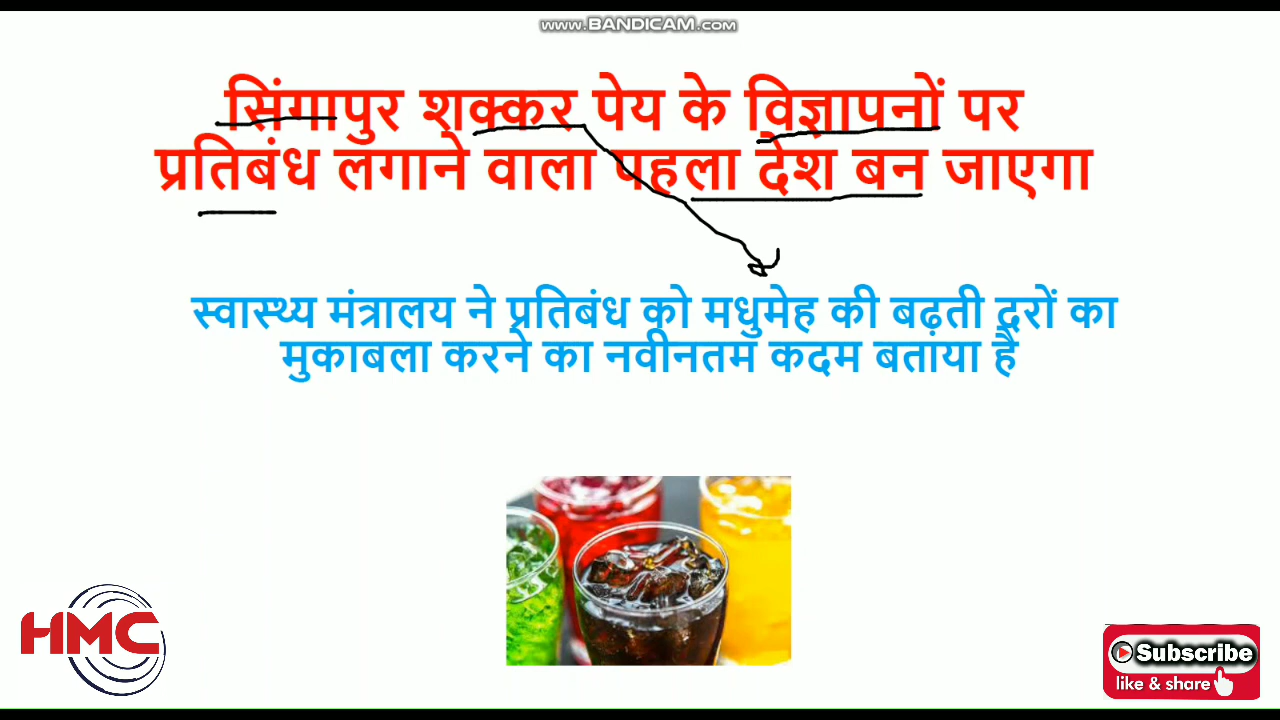 www.BANDICAM.com
सिंगापुर शक्कर पेय के विज्ञापनों पर
प्रतिबंध लगाने वाला पहला देश बन जाएगा
स्वास्थ्य मंत्रालय ने प्रतिबंध को मधुमेह की बढ़ती दरों का
मुकाबला करने का नवीनतम कदम बताया है
HMC
Subscribe
like & share